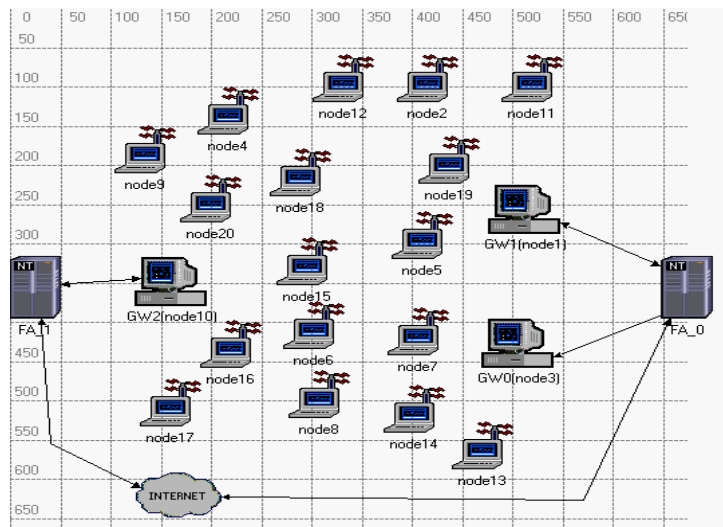 0 50 100 150 200 250 300 350 400 450 500 550 600 650
50
100
150
200
250
300
450
500
550
600
650
node12
node2
node11
node4
node9
node18
node19
node20
GW1(node1)
node5
NT
NT
node15
GW2(node10)
FA_1
FA_0
node6
node7
node16
GW0(node3)
node8
node17
node14
node13
INTERNET